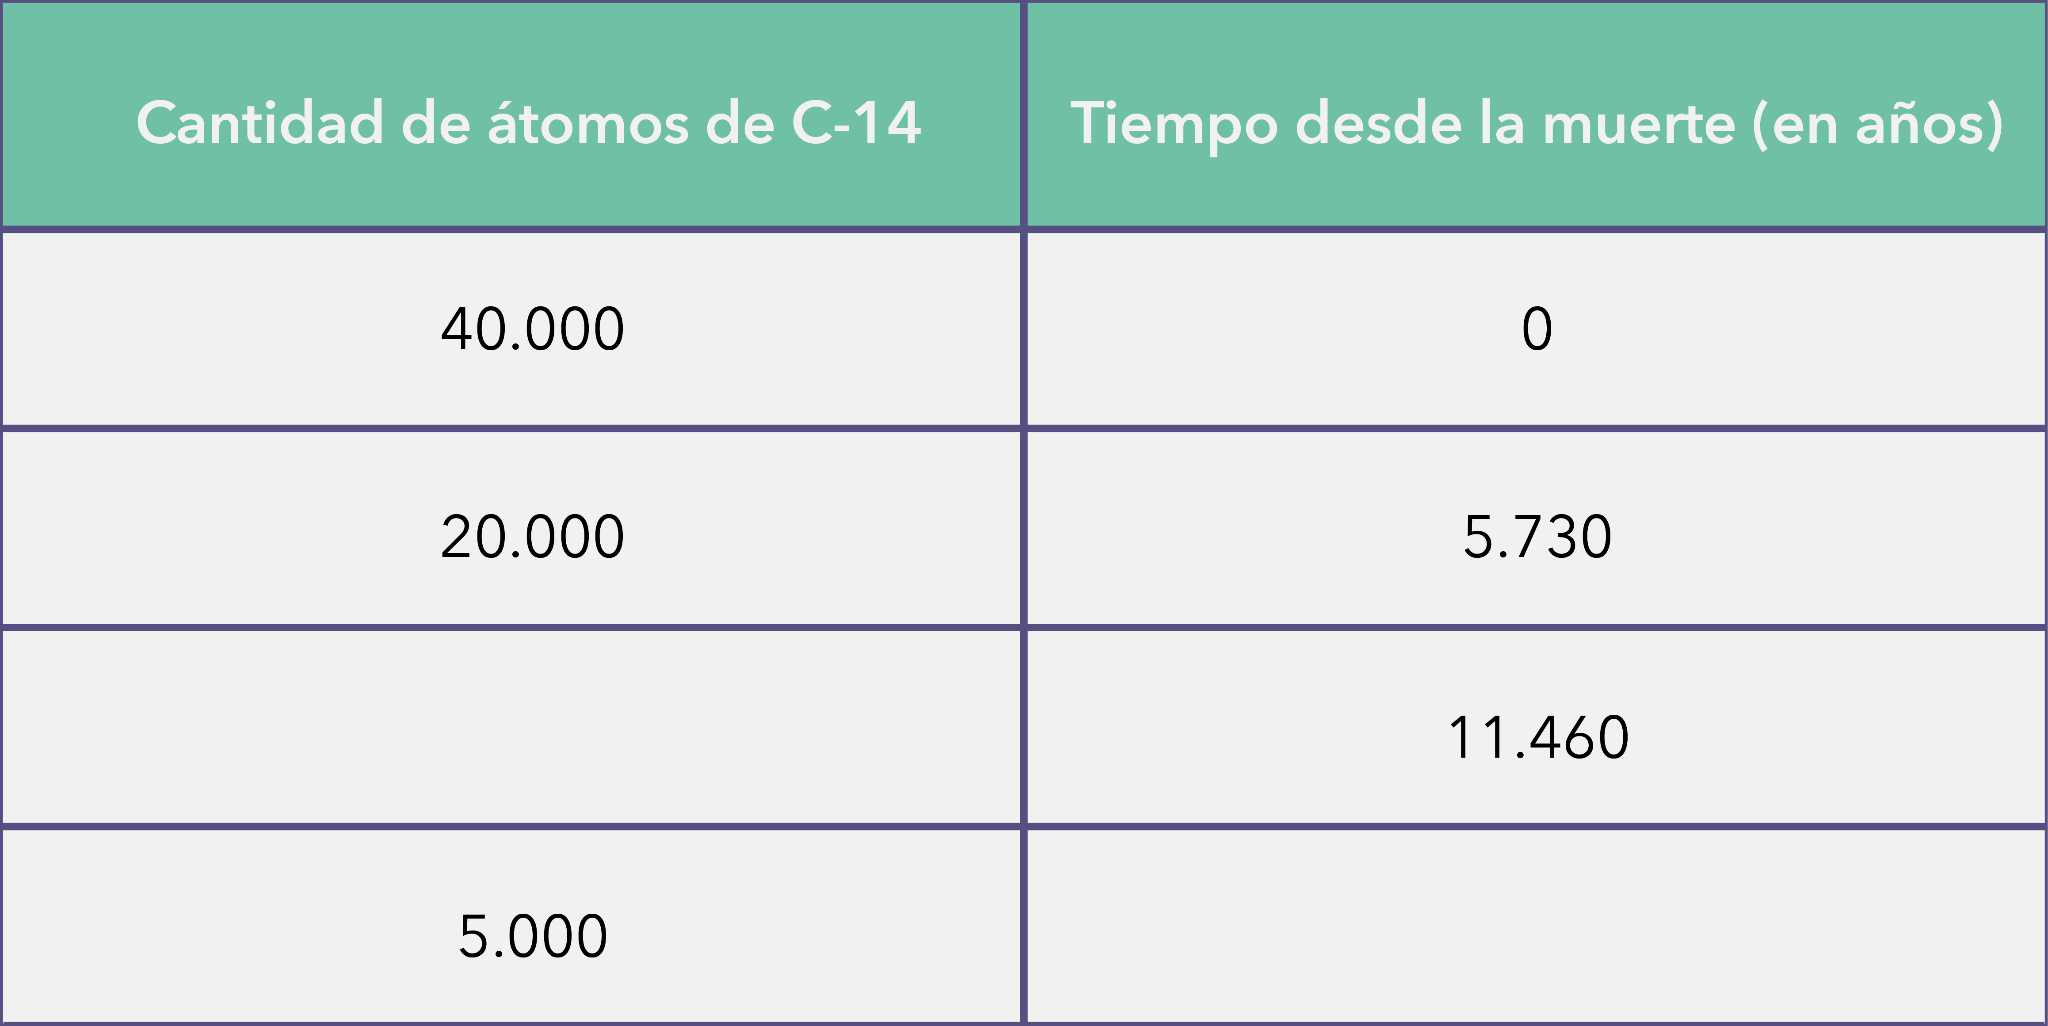 Cantidad de átomos de C-14 Tiempo desde la muerte (en años)
40.000 0
20.000 5.730
11.460
5.000